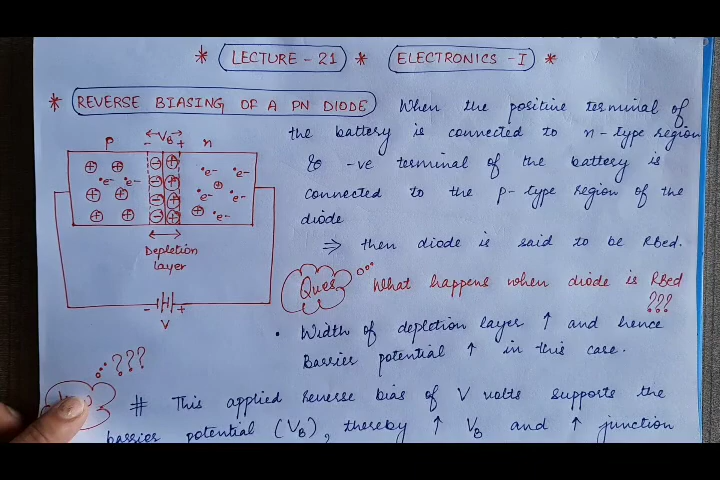 * LECTURE - 21 * ELECTRONICS - I *
* REVERSE BIASING OF A PN DIODE When the positive terminal of
the battery is connected to n-type region
& -ve terminal of the battery is
connected to the p-type region of the
diode
⇒ then diode is said to be RBed.
P ←VB→ n
- +
+ + - + •e-
•e- •e- - + + •e-
+ + - + •e- •e-
+ + - + + •e-
Depletion
layer
- +
V
Ques What happens when diode is RBed
???
• Width of depletion layer ↑ and hence
Barrier potential ↑ in this case.
???
# This applied reverse bias of V volts supports the
barrier potential (VB), thereby ↑ VB and ↑ junction